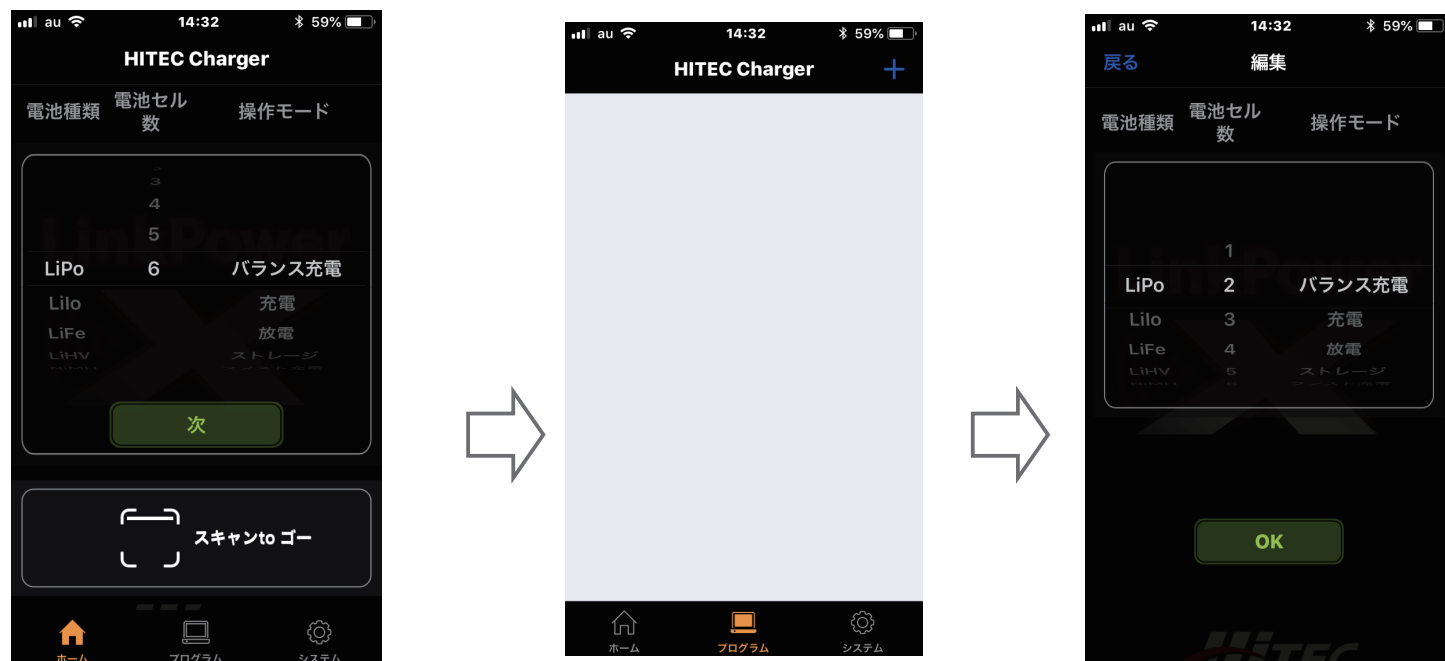 au 14:32 59%
HITEC Charger
電池種類 電池セル数 操作モード
3
4
5
LiPo 6 バランス充電
LiIo 充電
LiFe 放電
LiHV ストレージ
次
スキャンto ゴー
ホーム プログラム システム
au 14:32 59%
HITEC Charger +
ホーム プログラム システム
au 14:32 59%
戻る 編集
電池種類 電池セル数 操作モード
1
LiPo 2 バランス充電
LiIo 3 充電
LiFe 4 放電
LiHV 5 ストレージ
NiMH 6
OK
HiTEC
LinkPower
X